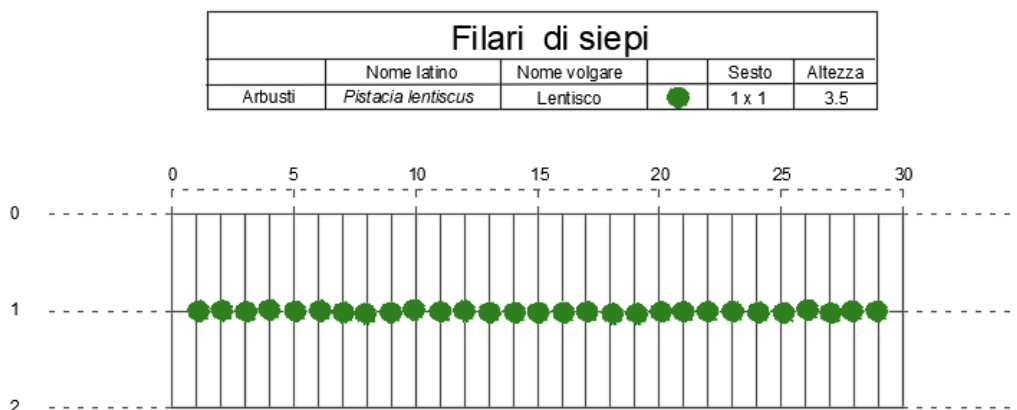 Filari di siepi
Nome latino Nome volgare Sesto Altezza
Arbusti Pistacia lentiscus Lentisco 1 x 1 3.5
0 5 10 15 20 25 30
0
1
2